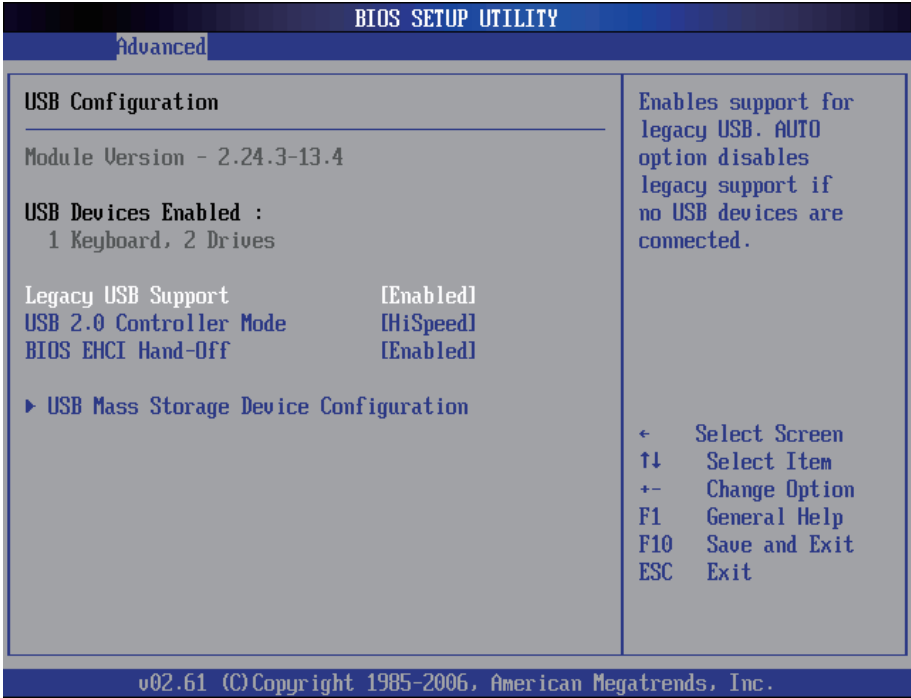 BIOS SETUP UTILITY
Advanced
USB Configuration
Module Version - 2.24.3-13.4
USB Devices Enabled :
1 Keyboard, 2 Drives
Legacy USB Support [Enabled]
USB 2.0 Controller Mode [HiSpeed]
BIOS EHCI Hand-Off [Enabled]
USB Mass Storage Device Configuration
Enables support for
legacy USB. AUTO
option disables
legacy support if
no USB devices are
connected.
← Select Screen
↑↓ Select Item
+- Change Option
F1 General Help
F10 Save and Exit
ESC Exit
v02.61 (C)Copyright 1985-2006, American Megatrends, Inc.